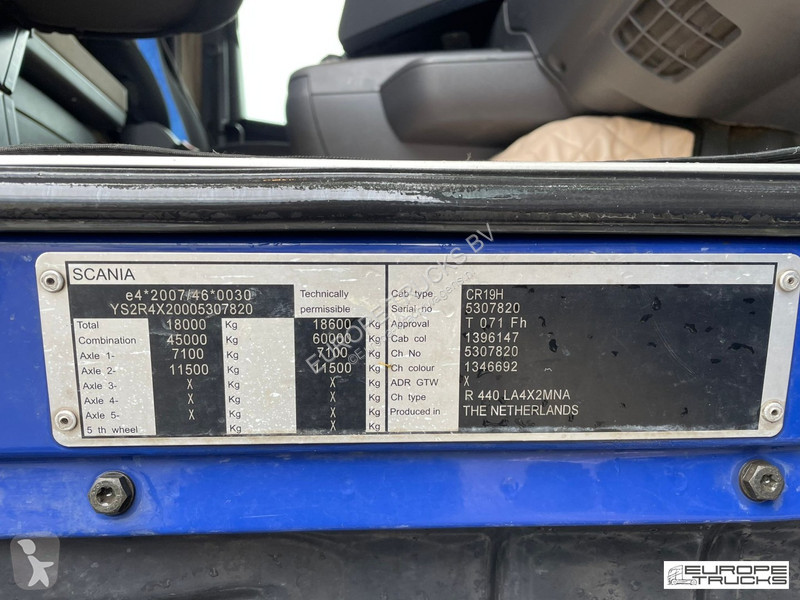 SCANIA
e4*2007/46*0030
YS2R4X20005307820
Technically
permissible
Total 18000 Kg 18600 Kg
Combination 45000 Kg 60000 Kg
Axle 1- 7100 Kg 7100 Kg
Axle 2- 11500 Kg 11500 Kg
Axle 3- X Kg X Kg
Axle 4- X Kg X Kg
Axle 5- X Kg X Kg
5 th wheel Kg X Kg
Cab type CR19H
Serial no 5307820
Approval T 071 Fh
Cab col 1396147
Ch No 5307820
Ch colour 1346692
ADR GTW X
Ch type R 440 LA4X2MNA
Produced in THE NETHERLANDS
EUROPE TRUCKS BV
EUROPE
TRUCKS